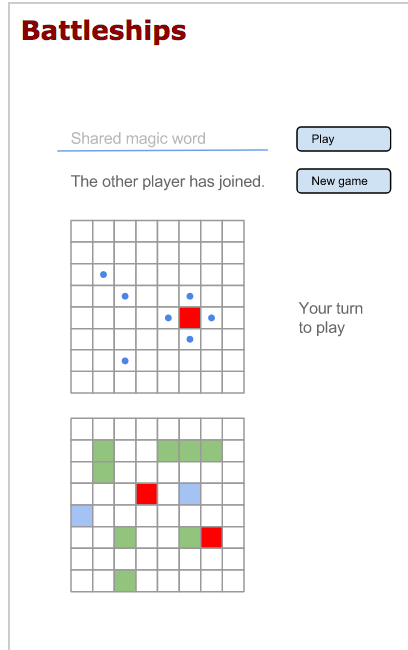 Battleships
Shared magic word
Play
The other player has joined.
New game
Your turn
to play